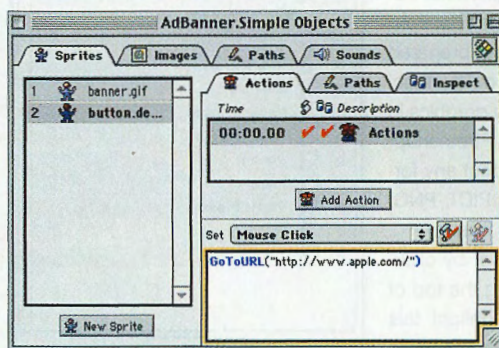 AdBanner.Simple Objects
Sprites Images Paths Sounds
1 banner.gif
2 button.de...
New Sprite
Actions Paths Inspect
Time Description
00:00.00 Actions
Add Action
Set Mouse Click
GoToURL("http://www.apple.com/")